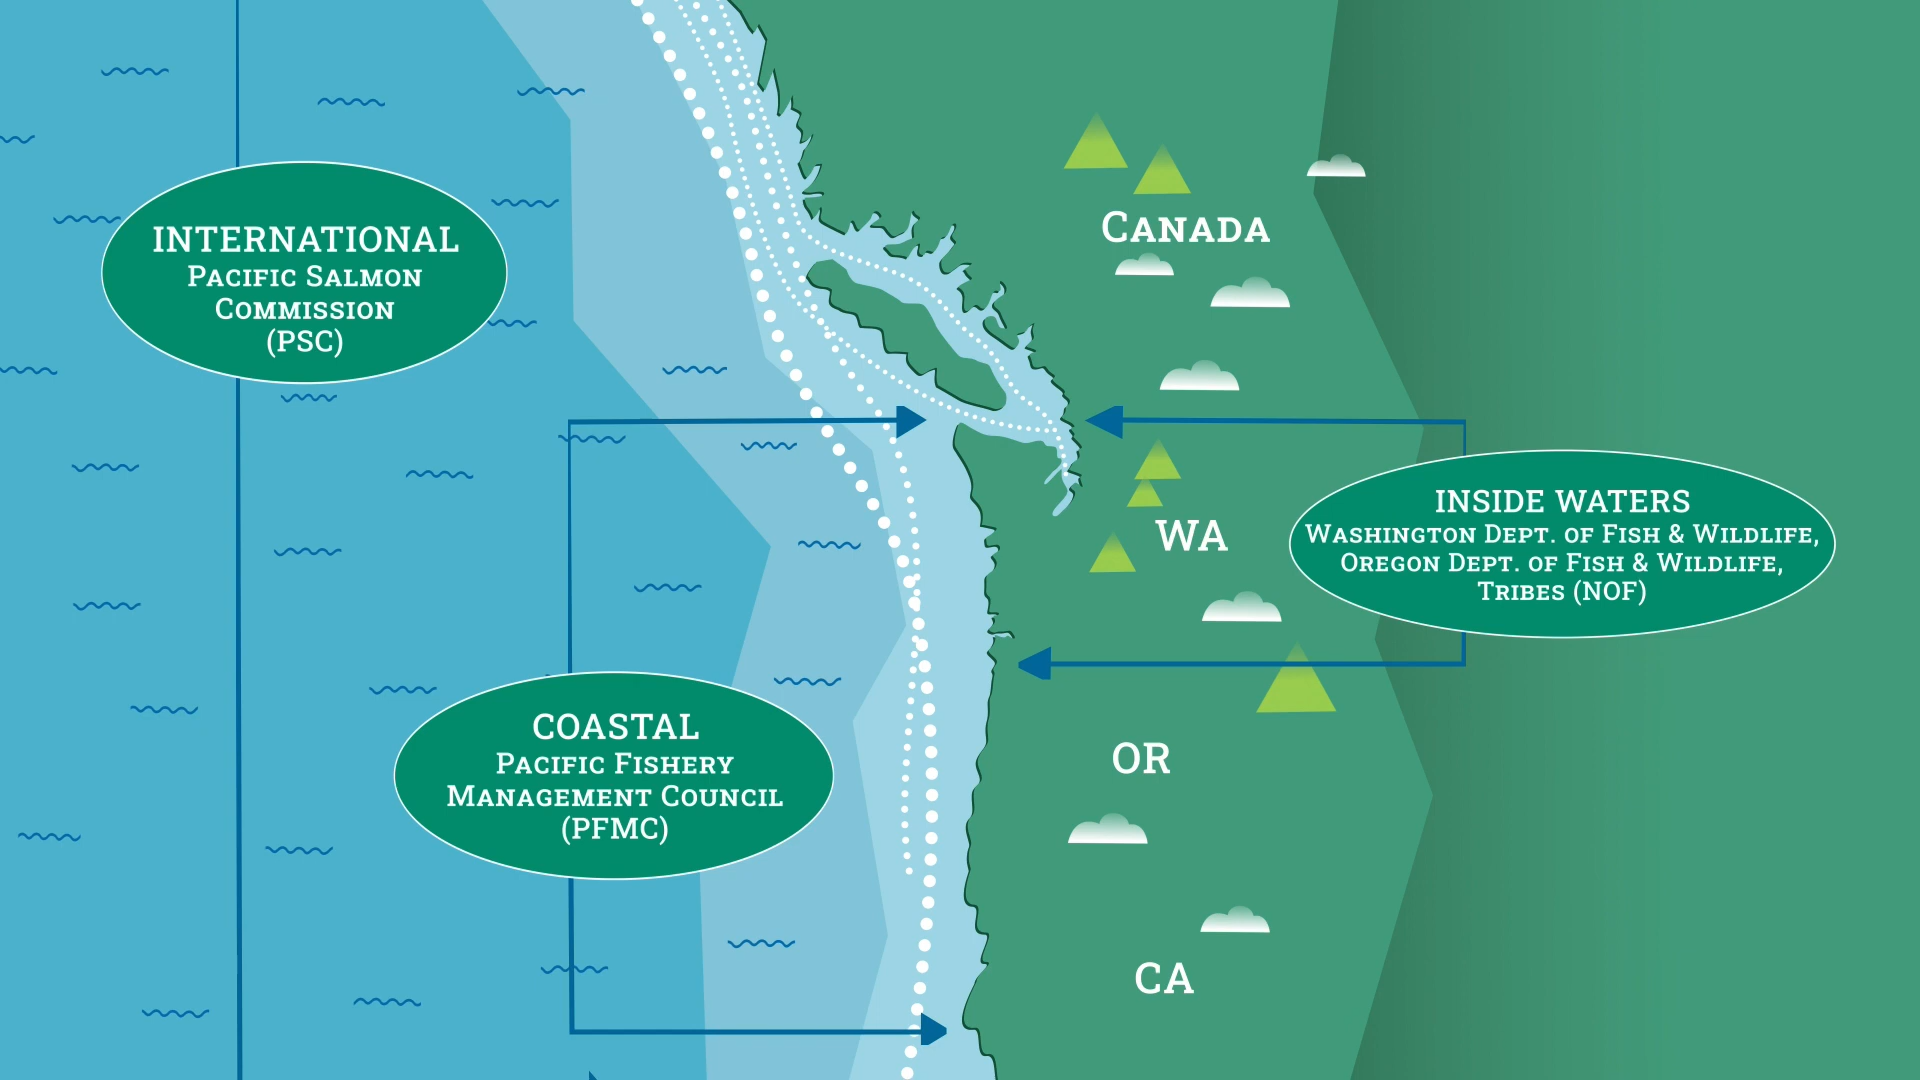 INTERNATIONAL
Pacific Salmon
Commission
(PSC)
Canada
INSIDE WATERS
Washington Dept. of Fish & Wildlife,
Oregon Dept. of Fish & Wildlife,
Tribes (NOF)
WA
COASTAL
Pacific Fishery
Management Council
(PFMC)
OR
CA